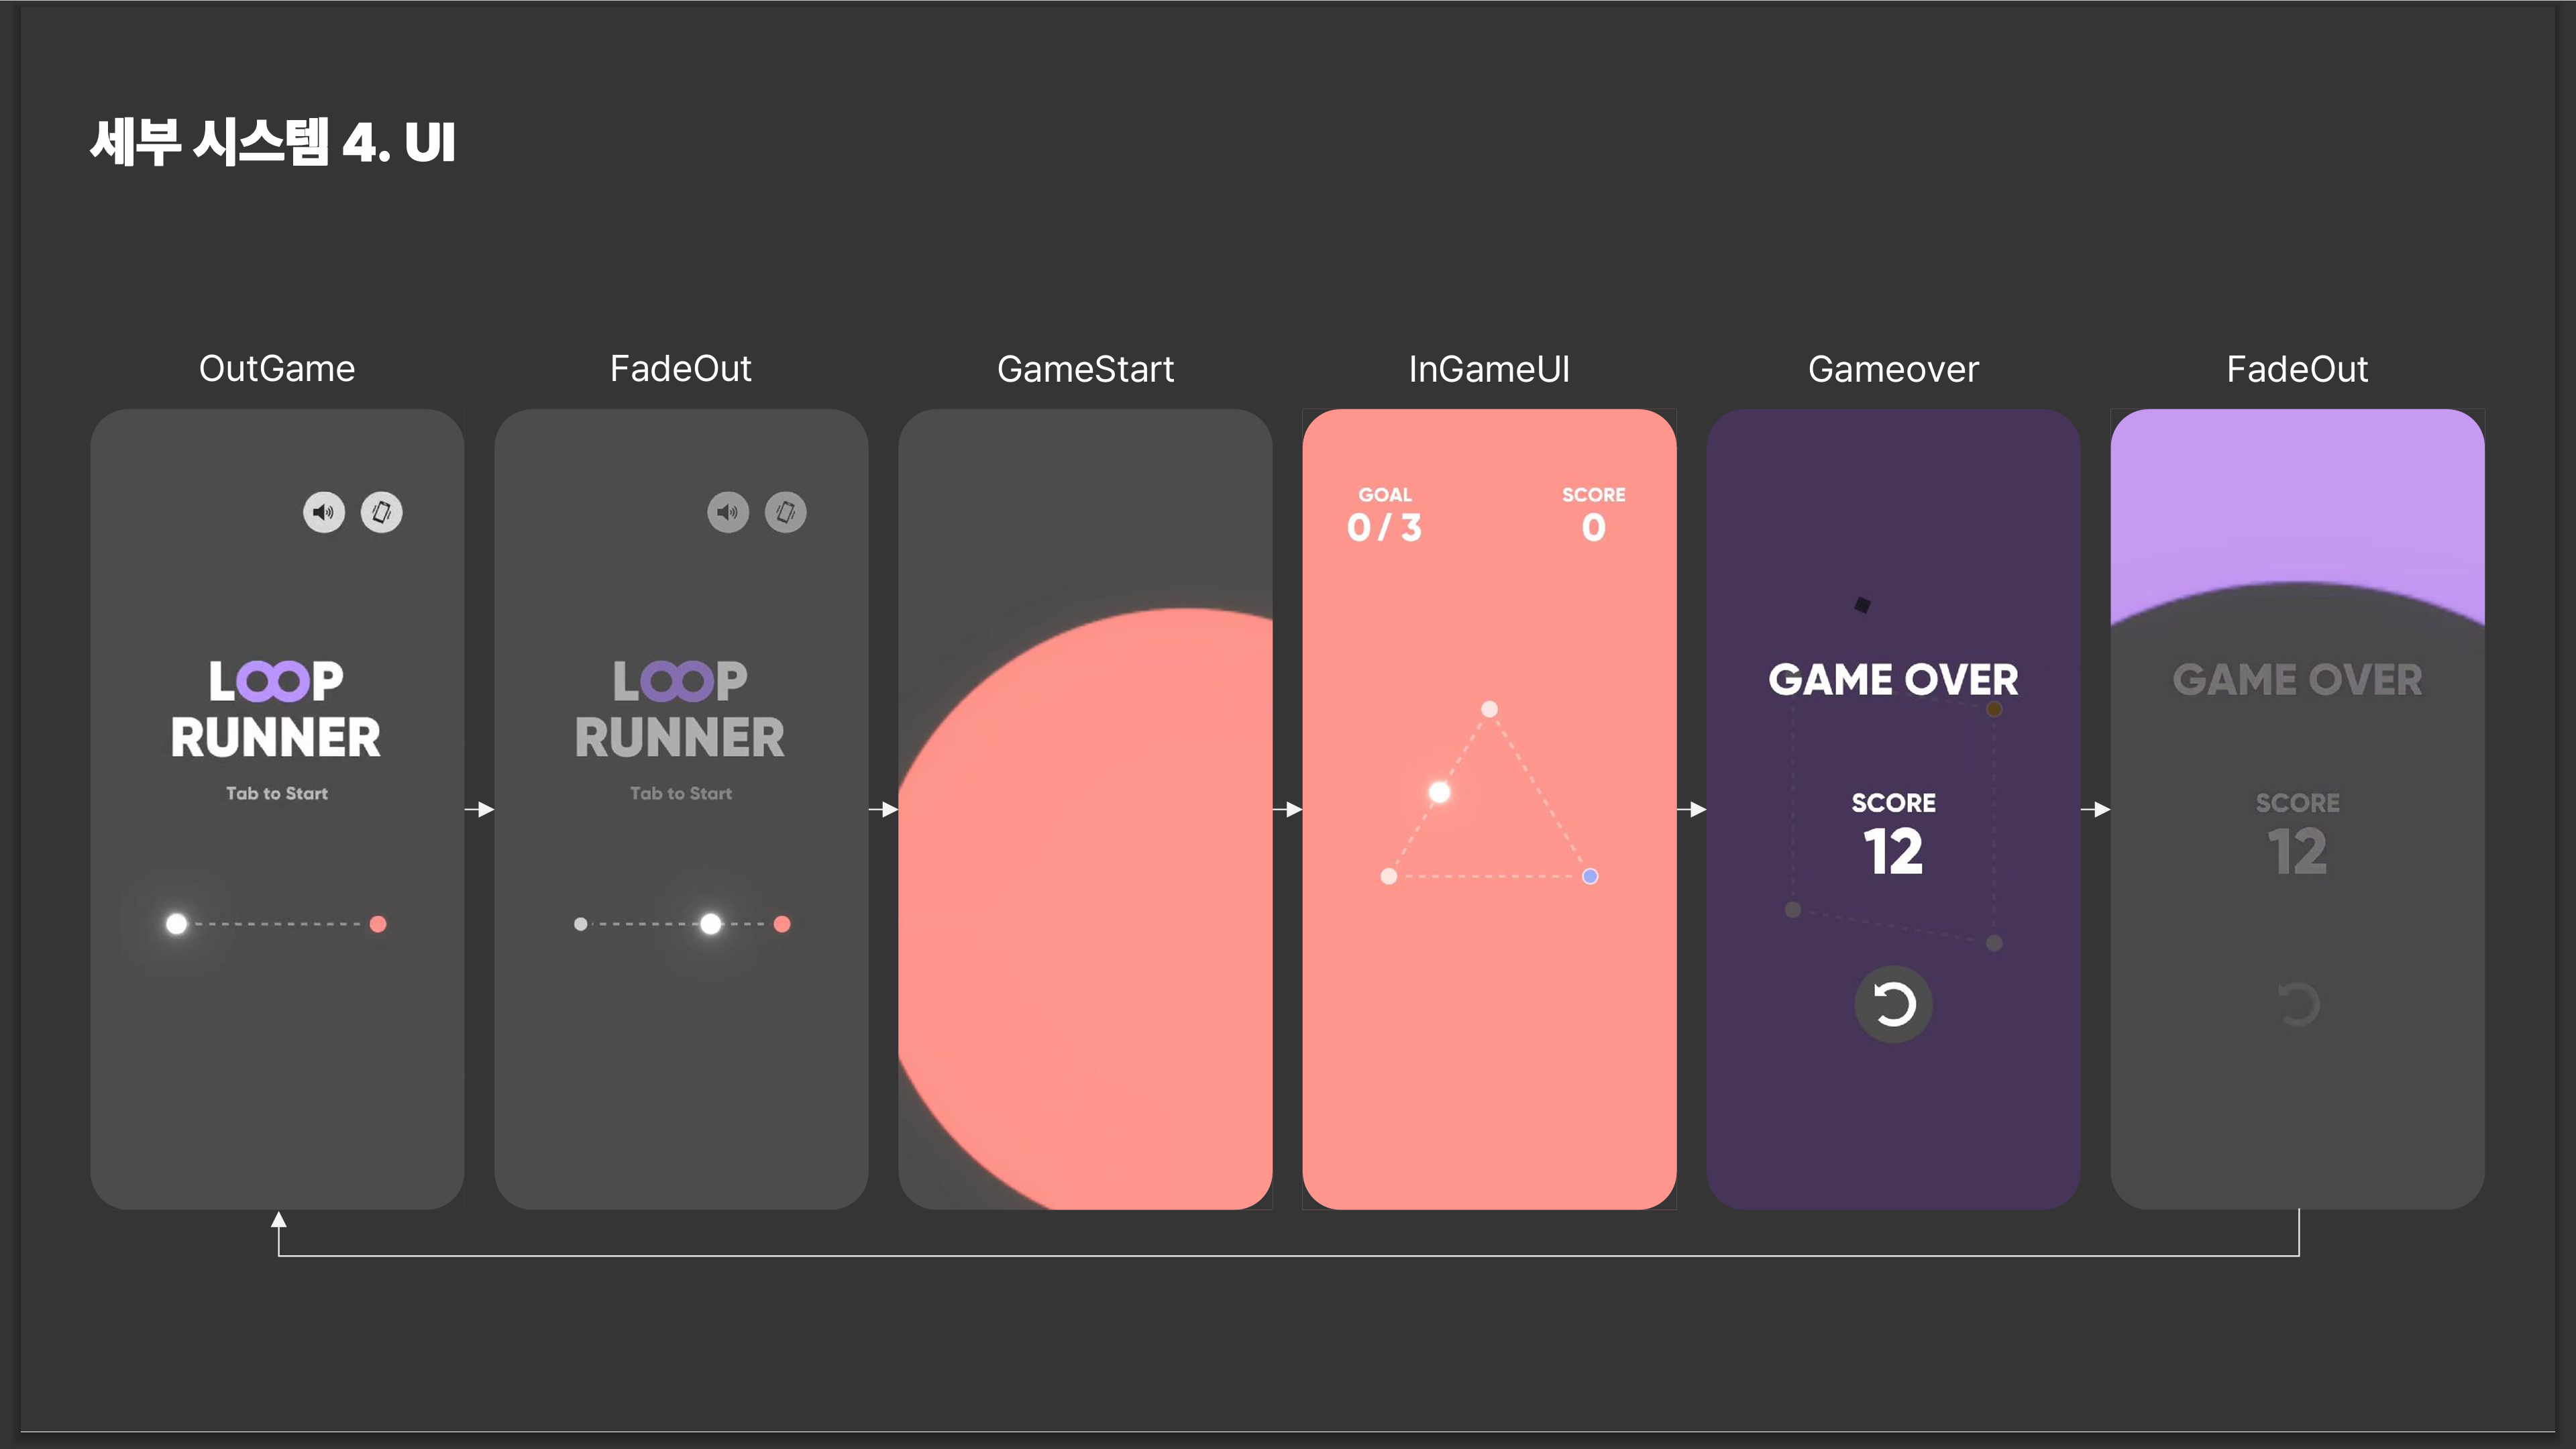 세부 시스템 4. UI
OutGame
FadeOut
GameStart
InGameUI
Gameover
FadeOut
LOOP
RUNNER
Tab to Start
LOOP
RUNNER
Tab to Start
GOAL
0 / 3
SCORE
0
GAME OVER
SCORE
12
GAME OVER
SCORE
12